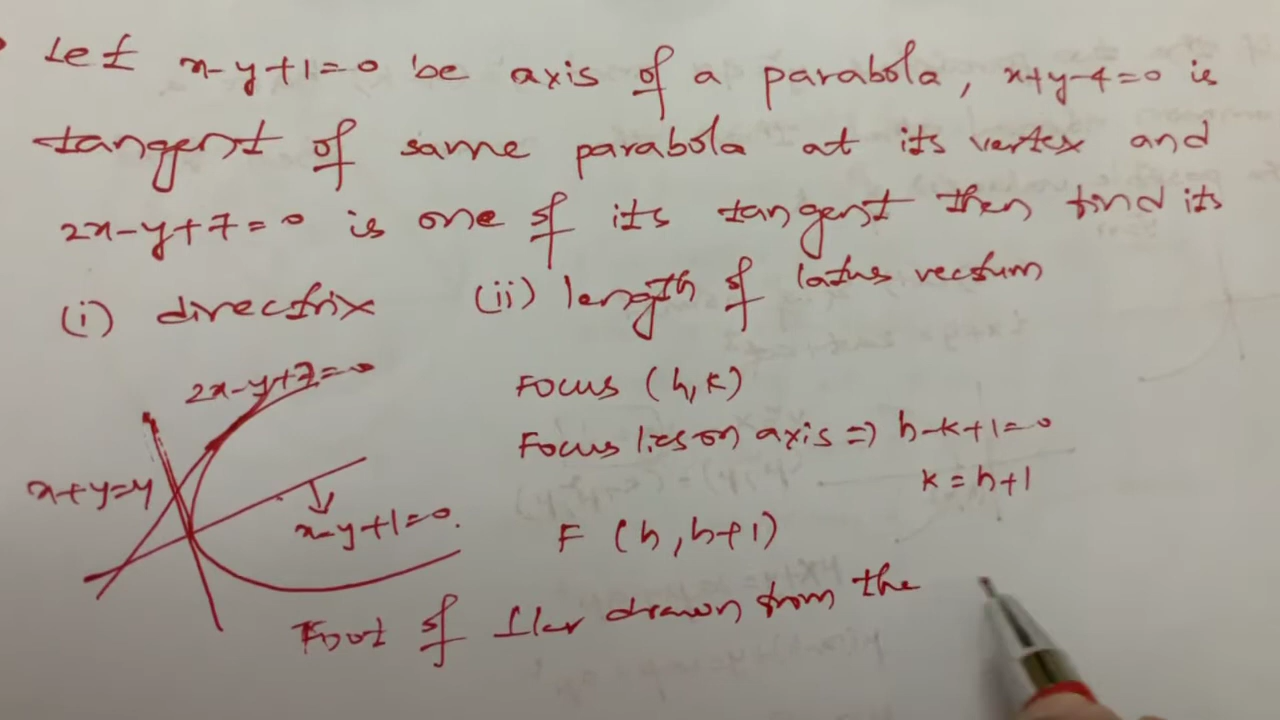 Let x-y+1=0 be axis of a parabola, x+y-4=0 is
tangent of same parabola at its vertex and
2x-y+7=0 is one of its tangent then find its
(i) directrix (ii) length of latus rectum
2x-y+7=0
x+y=4
x-y+1=0.
Focus (h,k)
Focus lies on axis => h-k+1=0
k=h+1
F (h,h+1)
Foot of ⊥lar drawn from the